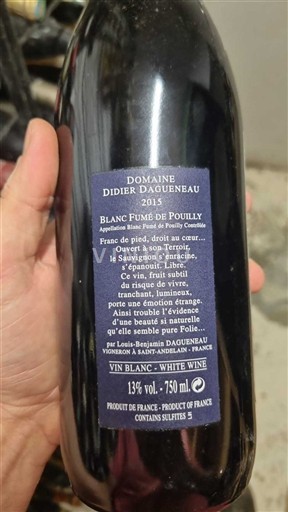 DOMAINE
DIDIER DAGUENEAU
2015
BLANC FUMÉ DE POUILLY
Appellation Blanc Fumé de Pouilly Contrôlée
Franc de pied, droit au cœur...
Ouvert à son Terroir,
le Sauvignon s'enracine,
s'épanouit. Libre.
Ce vin, fruit subtil
du risque de vivre,
tranchant, lumineux,
porte une émotion étrange.
Ainsi trouble l'évidence
d'une beauté si naturelle
qu'elle semble pure Folie...
par Louis-Benjamin DAGUENEAU
VIGNERON À SAINT-ANDELAIN - FRANCE
VIN BLANC - WHITE WINE
13% vol. - 750 ml.
PRODUIT DE FRANCE - PRODUCT OF FRANCE
CONTAINS SULFITES